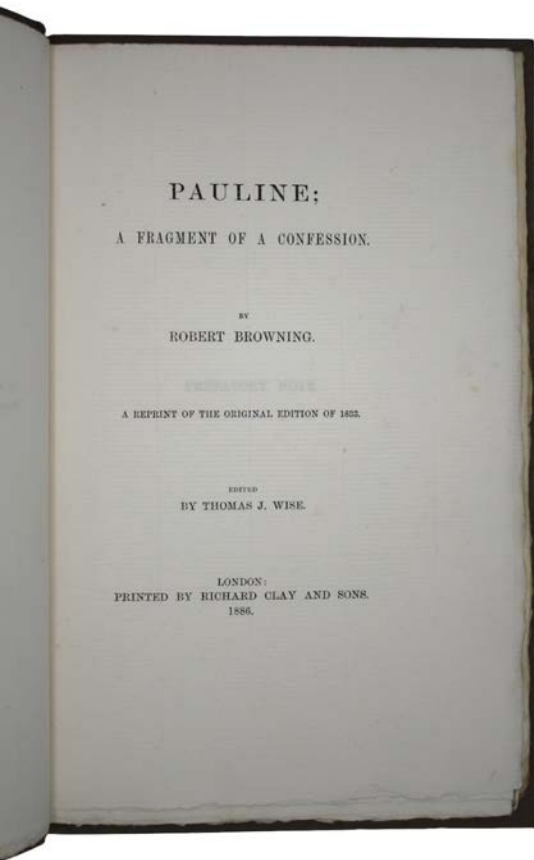 PAULINE;
A FRAGMENT OF A CONFESSION.
BY
ROBERT BROWNING.
A REPRINT OF THE ORIGINAL EDITION OF 1833.
EDITED
BY THOMAS J. WISE.
LONDON:
PRINTED BY RICHARD CLAY AND SONS.
1886.